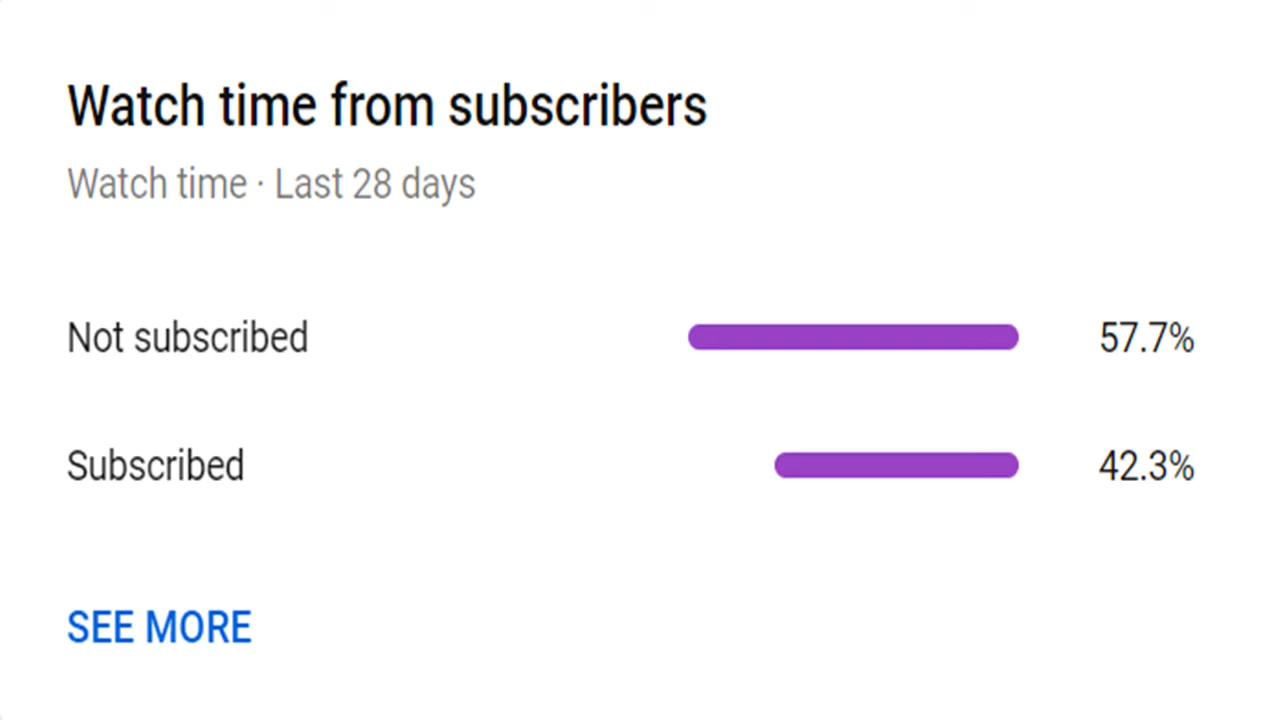 Watch time from subscribers
Watch time · Last 28 days
Not subscribed 57.7%
Subscribed 42.3%
SEE MORE